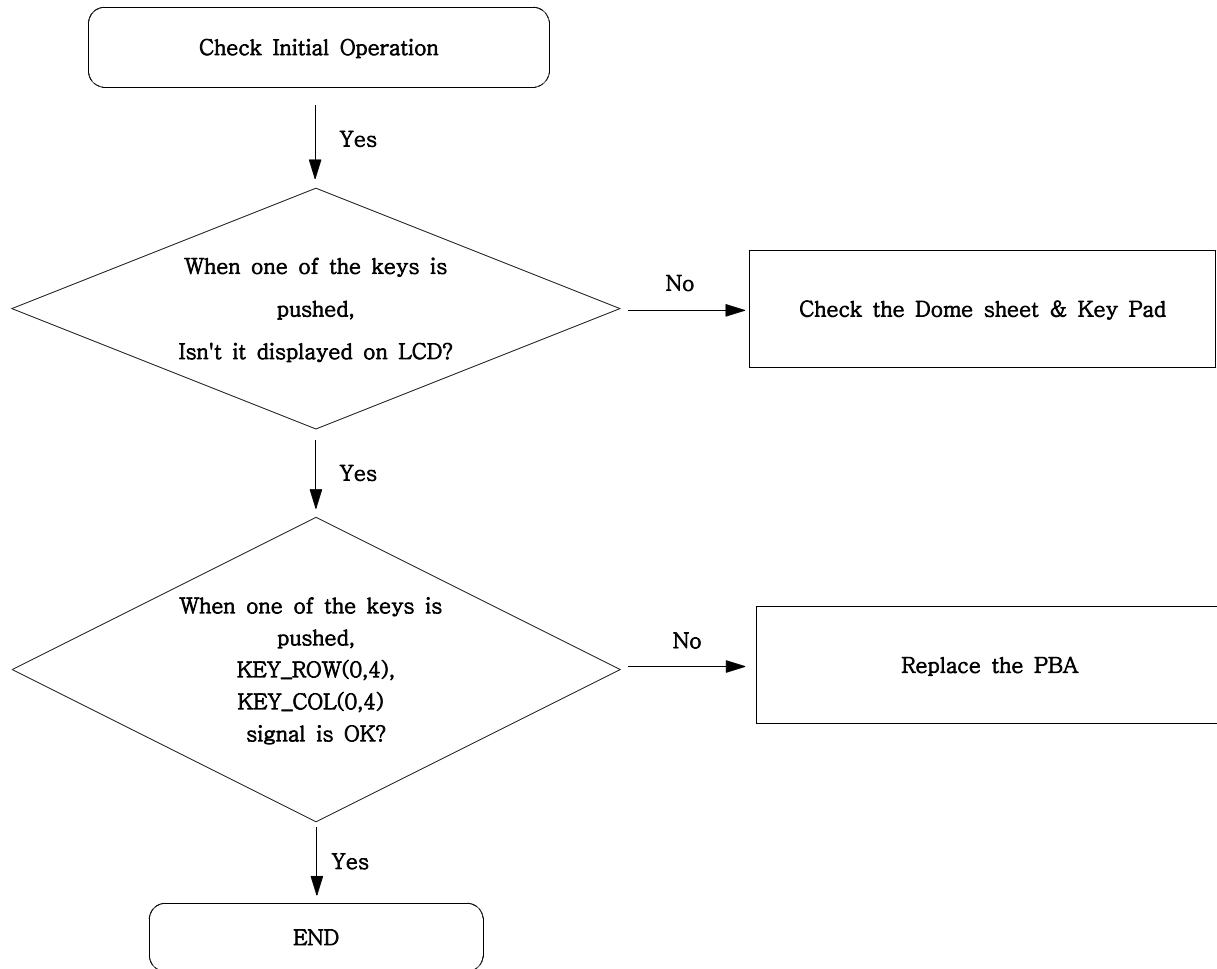 Check Initial Operation
Yes
When one of the keys is
pushed,
Isn't it displayed on LCD?
No
Check the Dome sheet & Key Pad
Yes
When one of the keys is
pushed,
KEY_ROW(0,4),
KEY_COL(0,4)
signal is OK?
No
Replace the PBA
Yes
END